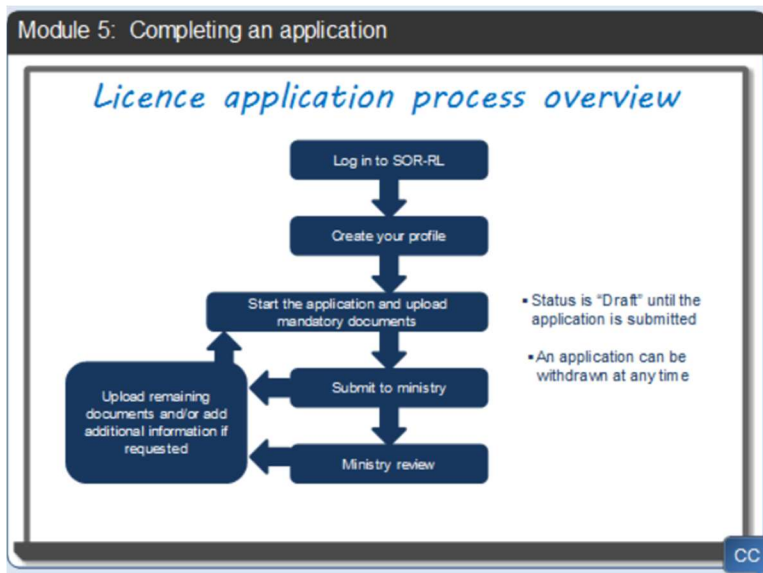 Module 5: Completing an application
Licence application process overview
Log in to SOR-RL
Create your profile
Start the application and upload
mandatory documents
▪ Status is “Draft” until the
application is submitted
▪ An application can be
withdrawn at any time
Submit to ministry
Upload remaining
documents and/or add
additional information if
requested
Ministry review
CC